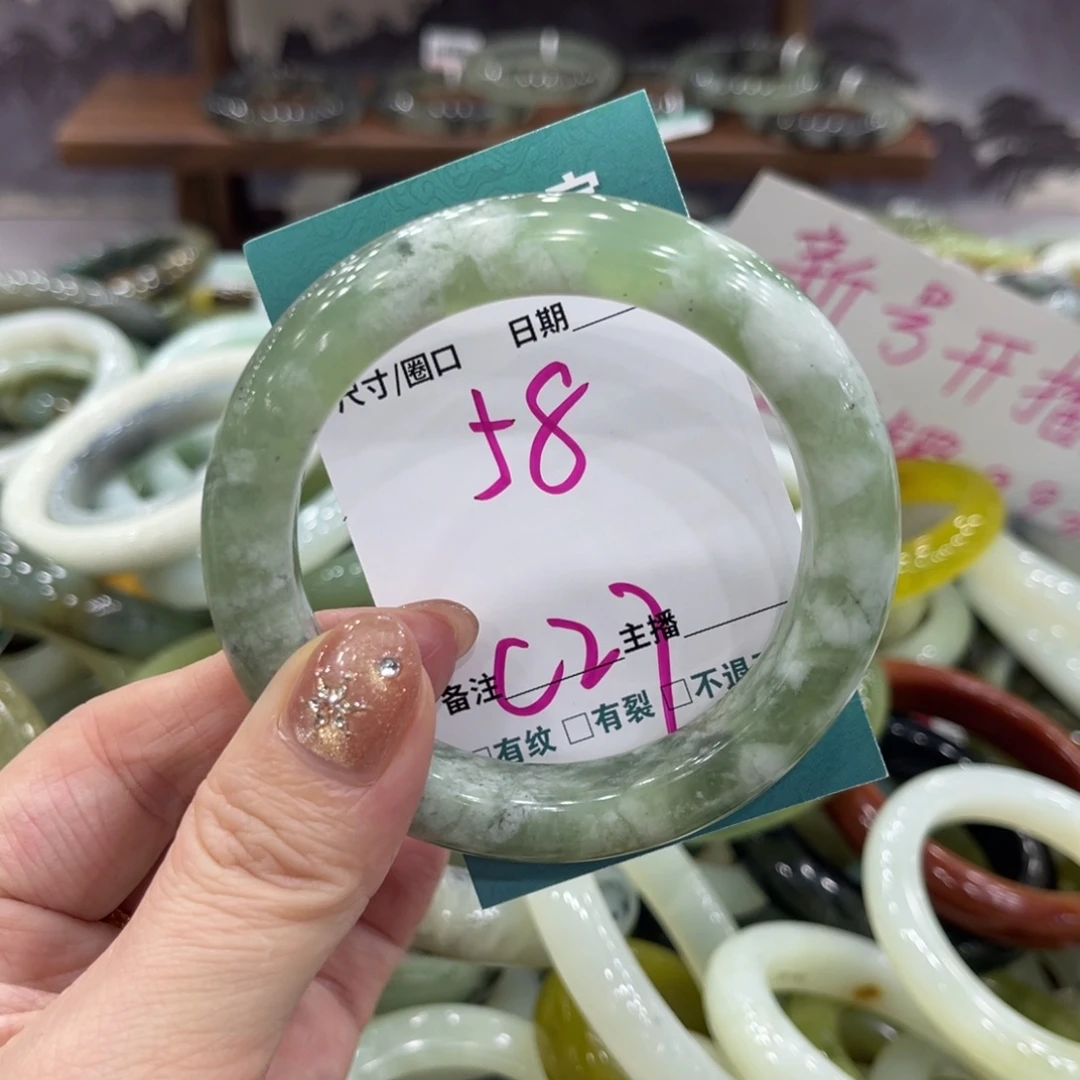 日期
尺寸/圈口
58
C27
主播
备注
有纹 □有裂 □不退
新号开播